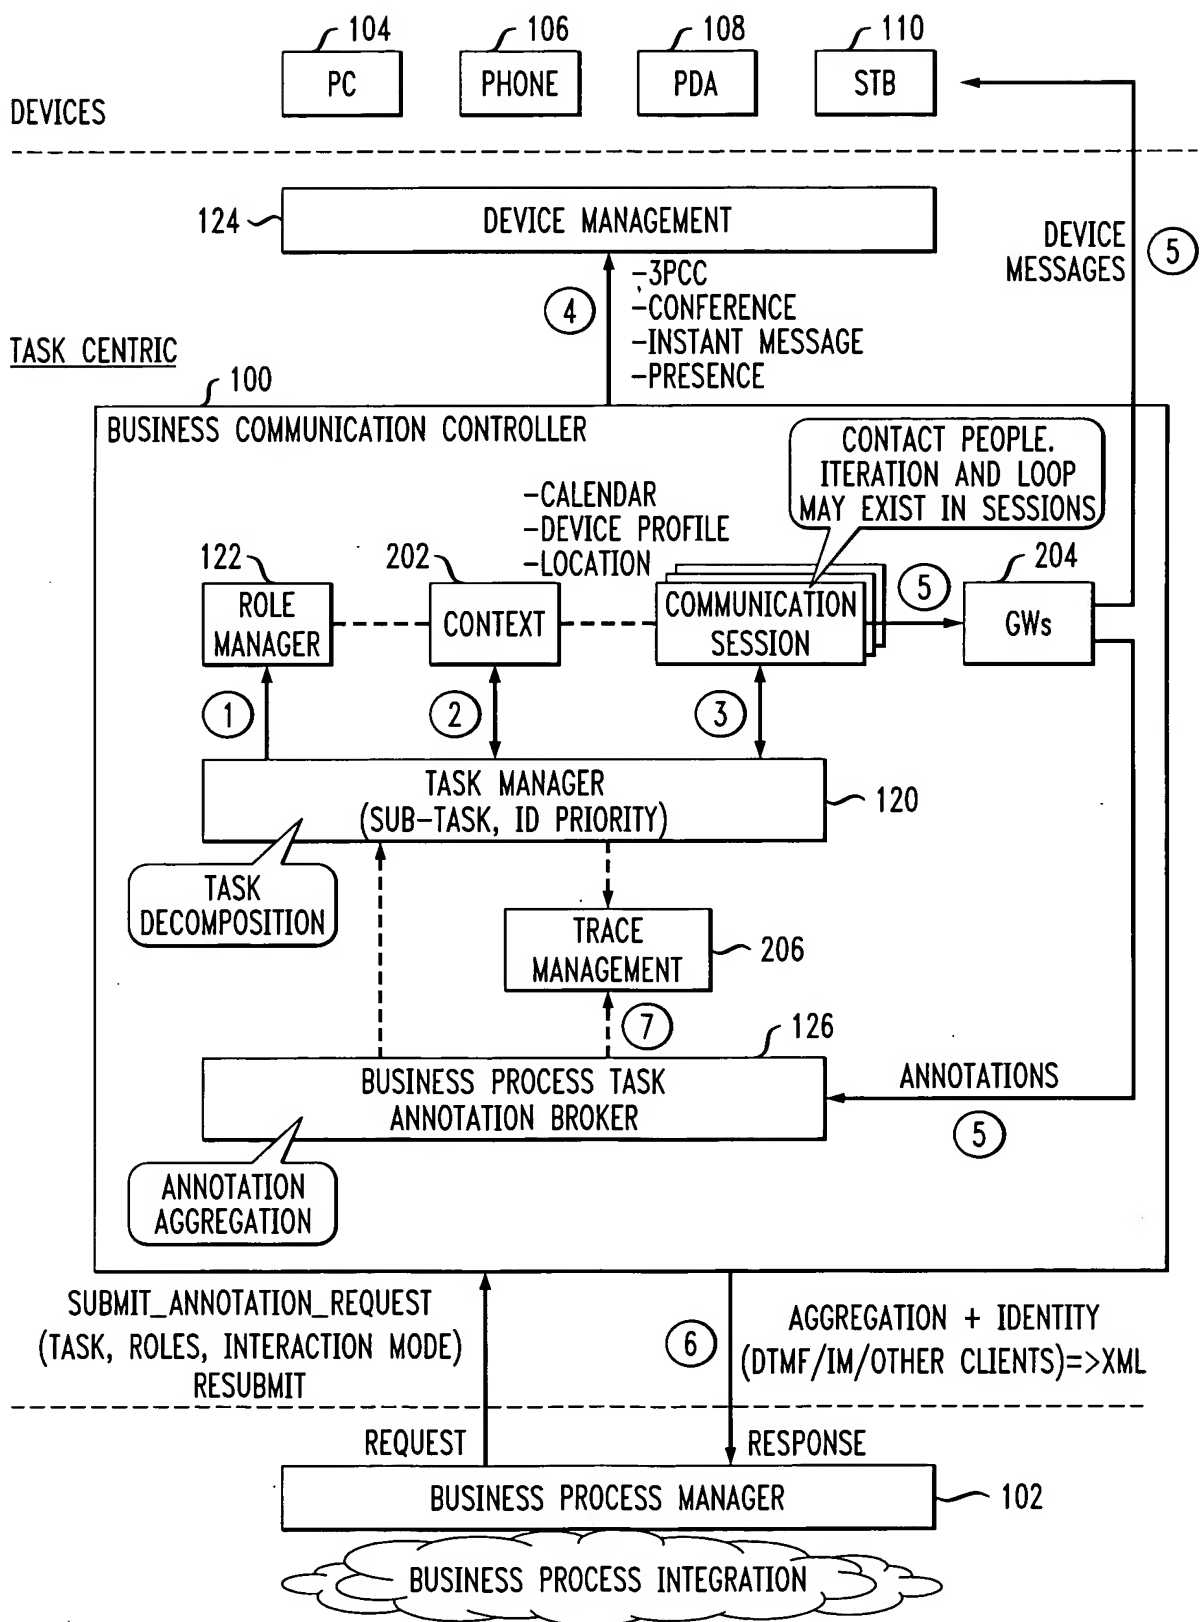 104
106
108
110
PC
PHONE
PDA
STB
DEVICES
124
DEVICE MANAGEMENT
DEVICE
MESSAGES
5
4
-3PCC
-CONFERENCE
-INSTANT MESSAGE
-PRESENCE
TASK CENTRIC
100
BUSINESS COMMUNICATION CONTROLLER
CONTACT PEOPLE.
ITERATION AND LOOP
MAY EXIST IN SESSIONS
-CALENDAR
-DEVICE PROFILE
-LOCATION
122
202
204
ROLE
MANAGER
CONTEXT
COMMUNICATION
SESSION
5
GWs
1
2
3
TASK MANAGER
(SUB-TASK, ID PRIORITY)
120
TASK
DECOMPOSITION
TRACE
MANAGEMENT
206
7
126
BUSINESS PROCESS TASK
ANNOTATION BROKER
ANNOTATIONS
5
ANNOTATION
AGGREGATION
SUBMIT_ANNOTATION_REQUEST
(TASK, ROLES, INTERACTION MODE)
RESUBMIT
6
AGGREGATION + IDENTITY
(DTMF/IM/OTHER CLIENTS)=>XML
REQUEST
RESPONSE
BUSINESS PROCESS MANAGER
102
BUSINESS PROCESS INTEGRATION